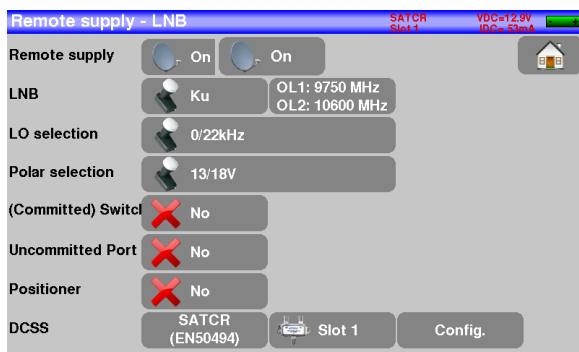 Remote supply - LNB
SATCR
Slot 1
VDC=12.9V
IDC= 53mA
Remote supply
On
On
LNB
Ku
OL1: 9750 MHz
OL2: 10600 MHz
LO selection
0/22kHz
Polar selection
13/18V
(Committed) Switcl
No
Uncommitted Port
No
Positioner
No
DCSS
SATCR
(EN50494)
Slot 1
Config.